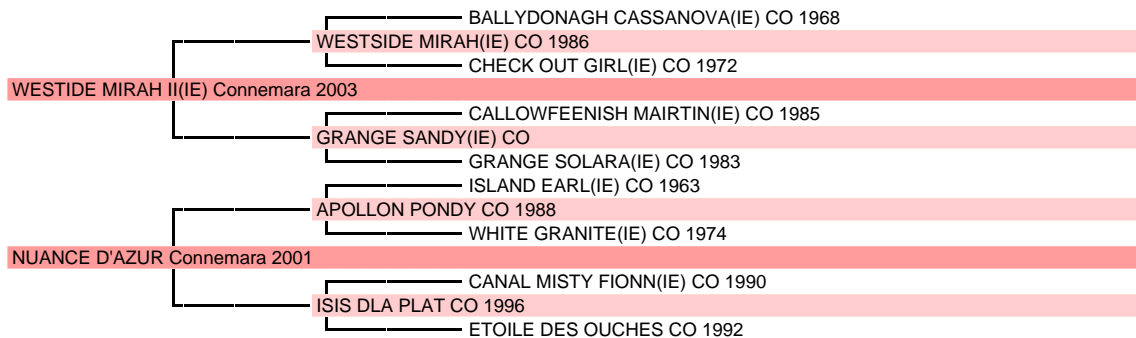 BALLYDONAGH CASSANOVA(IE) CO 1968
WESTSIDE MIRAH(IE) CO 1986
CHECK OUT GIRL(IE) CO 1972
WESTIDE MIRAH II(IE) Connemara 2003
CALLOWFEENISH MAIRTIN(IE) CO 1985
GRANGE SANDY(IE) CO
GRANGE SOLARA(IE) CO 1983
ISLAND EARL(IE) CO 1963
APOLLON PONDY CO 1988
WHITE GRANITE(IE) CO 1974
NUANCE D'AZUR Connemara 2001
CANAL MISTY FIONN(IE) CO 1990
ISIS DLA PLAT CO 1996
ETOILE DES OUCHES CO 1992